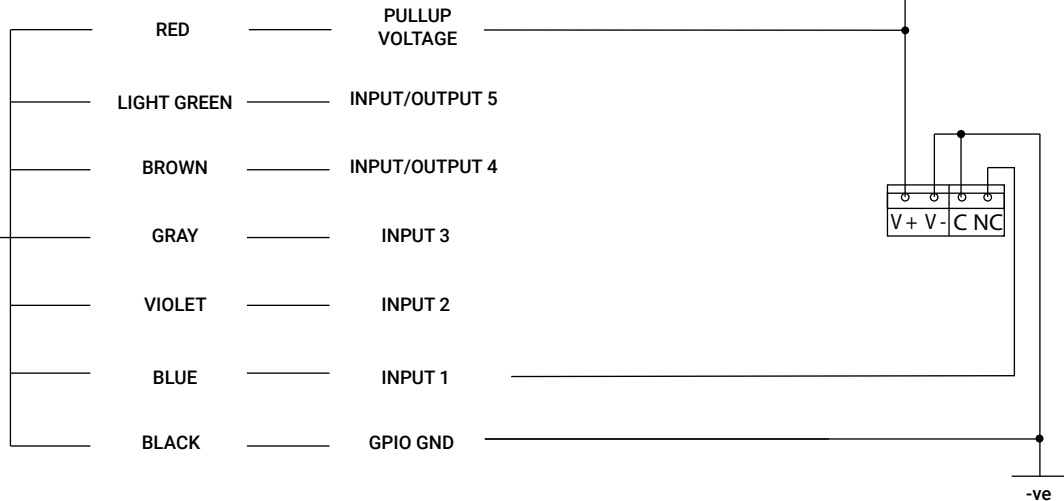 RED PULLUP
VOLTAGE
LIGHT GREEN INPUT/OUTPUT 5
BROWN INPUT/OUTPUT 4
V+ V- C NC
GRAY INPUT 3
VIOLET INPUT 2
BLUE INPUT 1
BLACK GPIO GND
-ve